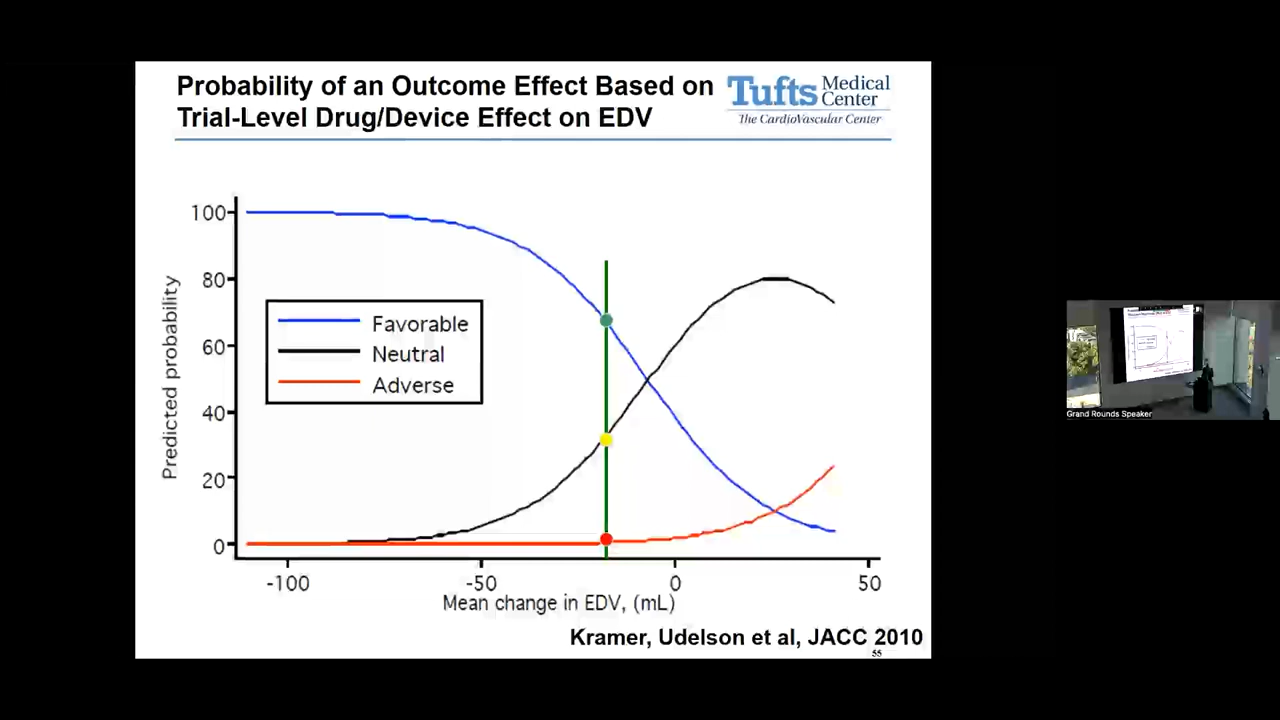 Probability of an Outcome Effect Based on
Trial-Level Drug/Device Effect on EDV
Tufts Medical
Center
The CardioVascular Center
Predicted probability
100
80
60
40
20
0
Favorable
Neutral
Adverse
-100
-50
0
50
Mean change in EDV, (mL)
Kramer, Udelson et al, JACC 2010
55
Grand Rounds Speaker